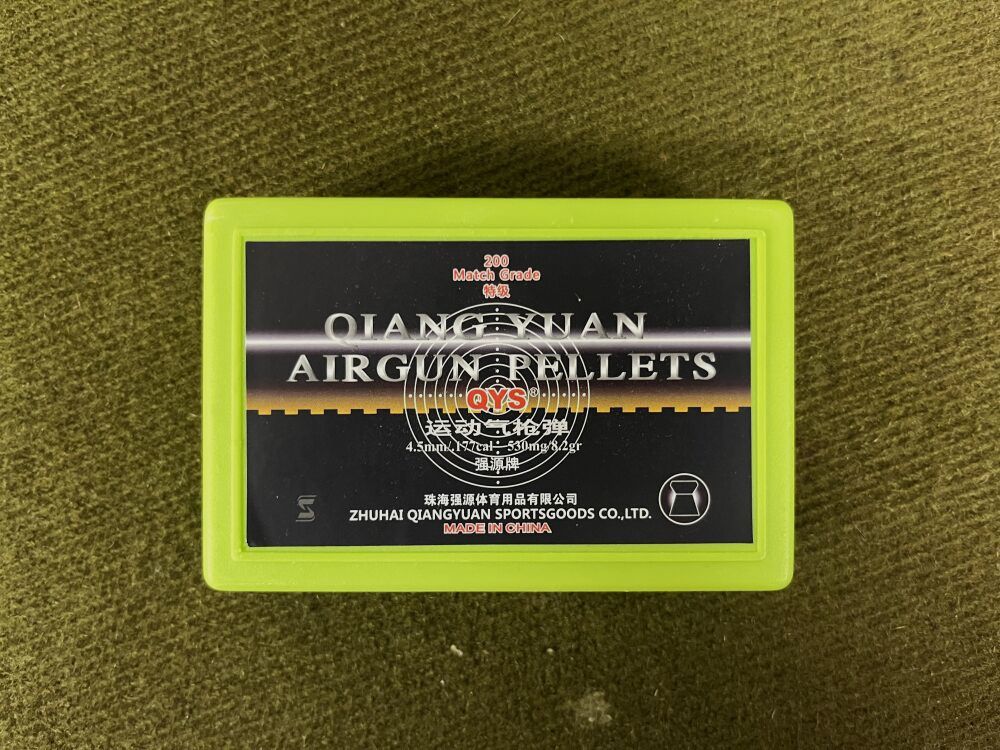 200
Match Grade
特级
QIANG YUAN
AIRGUN PELLETS
QYS®
运动气枪弹
4.5mm/.177cal 530mg/8.2gr
强源牌
珠海强源体育用品有限公司
ZHUHAI QIANGYUAN SPORTSGOODS CO.,LTD.
MADE IN CHINA